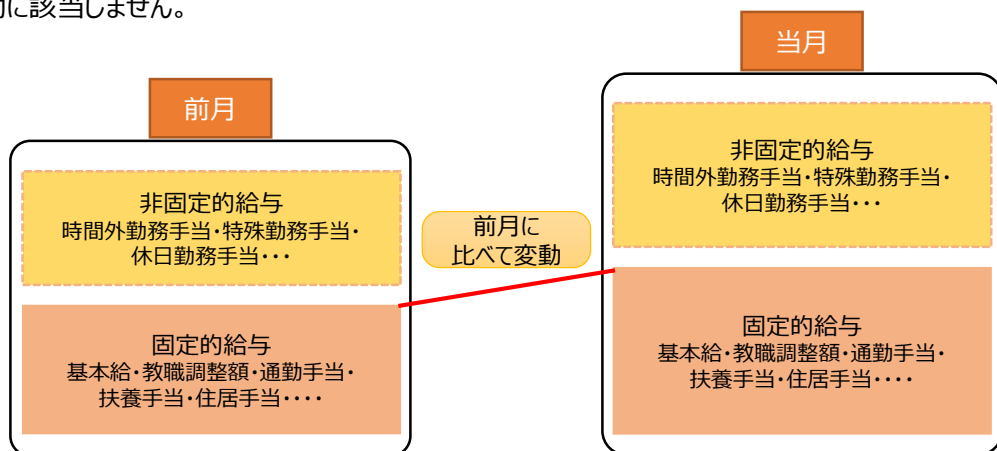 に該当しません。
前月
非固定的給与
時間外勤務手当・特殊勤務手当・
休日勤務手当・・・
固定的給与
基本給・教職調整額・通勤手当・
扶養手当・住居手当・・・・
前月に
比べて変動
当月
非固定的給与
時間外勤務手当・特殊勤務手当・
休日勤務手当・・・
固定的給与
基本給・教職調整額・通勤手当・
扶養手当・住居手当・・・・